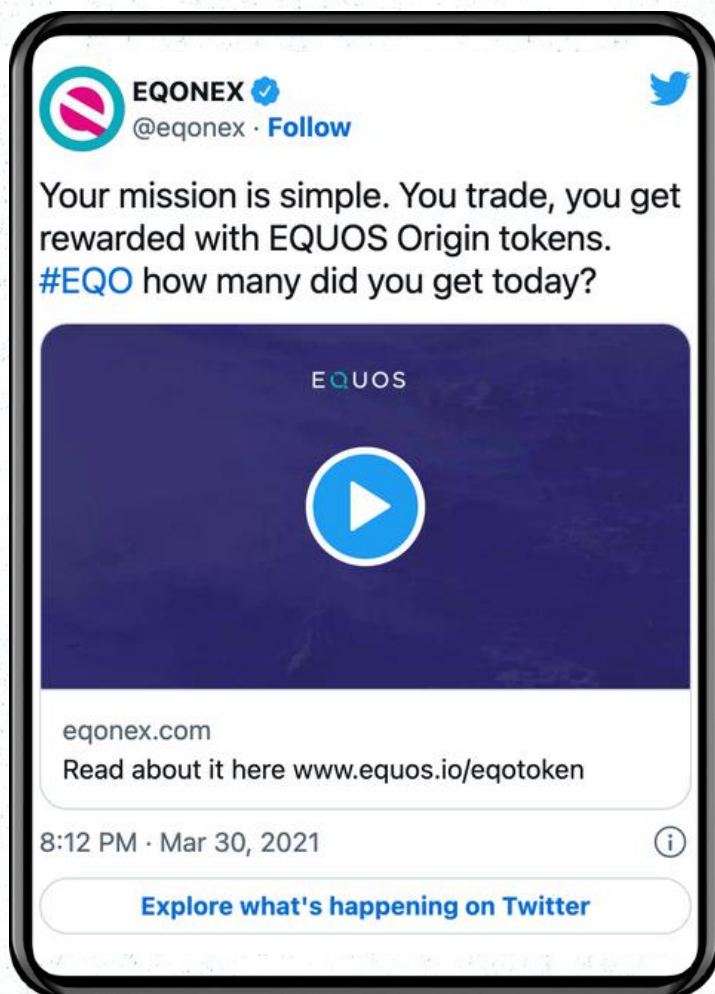 EQONEX
@eqonex · Follow
Your mission is simple. You trade, you get
rewarded with EQUOS Origin tokens.
#EQO how many did you get today?
EQUOS
eqonex.com
Read about it here www.equos.io/eqotoken
8:12 PM · Mar 30, 2021
Explore what's happening on Twitter